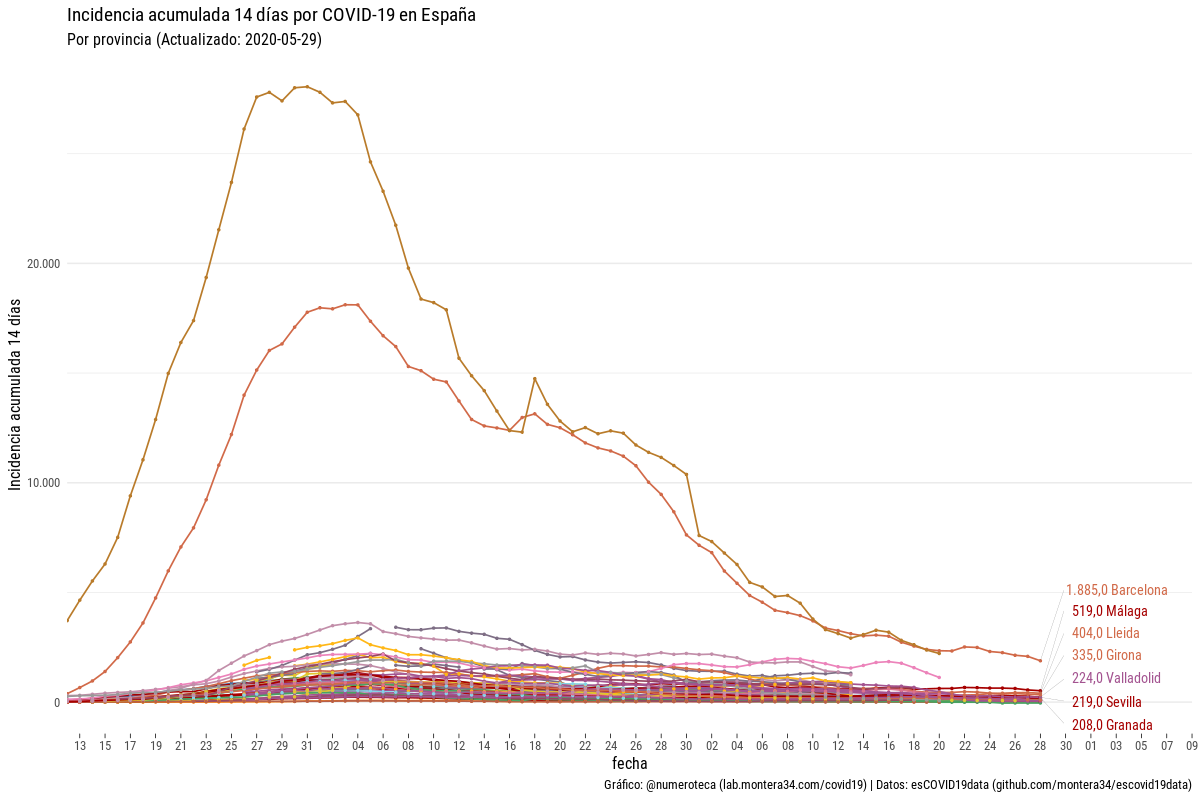 Incidencia acumulada 14 días por COVID-19 en España
Por provincia (Actualizado: 2020-05-29)
Incidencia acumulada 14 días
20.000
10.000
0
1.885,0 Barcelona
519,0 Málaga
404,0 Lleida
335,0 Girona
224,0 Valladolid
219,0 Sevilla
208,0 Granada
13 15 17 19 21 23 25 27 29 31 02 04 06 08 10 12 14 16 18 20 22 24 26 28 30 02 04 06 08 10 12 14 16 18 20 22 24 26 28 30 01 03 05 07 09
fecha
Gráfico: @numeroteca (lab.montera34.com/covid19) | Datos: esCOVID19data (github.com/montera34/escovid19data)